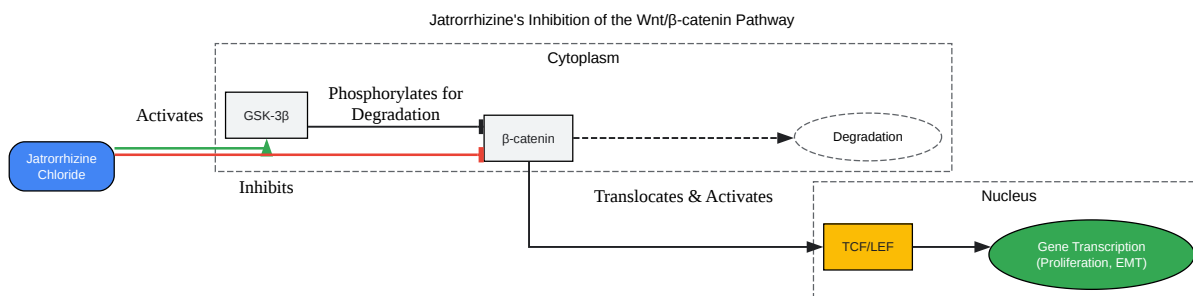 Jatrorrhizine's Inhibition of the Wnt/β-catenin Pathway
Cytoplasm
Activates
GSK-3β
Phosphorylates for
Degradation
β-catenin
Degradation
Jatrorrhizine
Chloride
Inhibits
Translocates & Activates
Nucleus
TCF/LEF
Gene Transcription
(Proliferation, EMT)